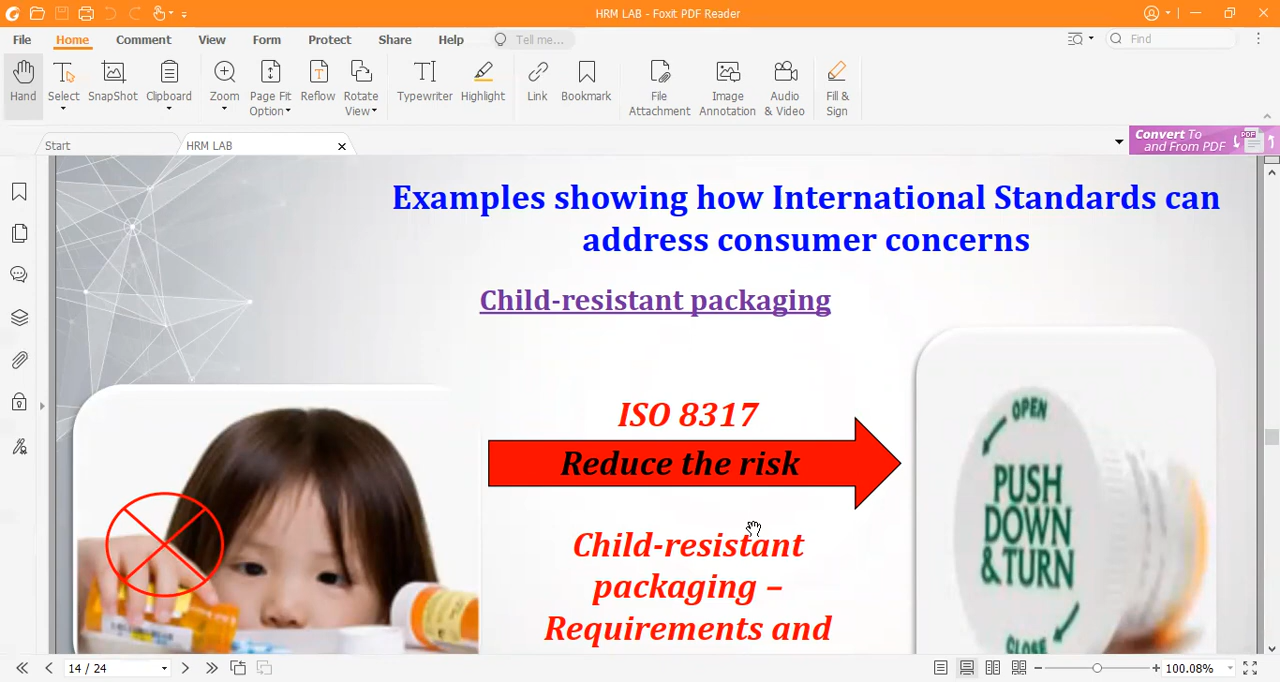 HRM LAB - Foxit PDF Reader
File Home Comment View Form Protect Share Help Tell me... Find
Hand Select SnapShot Clipboard Zoom Page Fit Option Reflow Rotate View Typewriter Highlight Link Bookmark File Attachment Image Annotation Audio & Video Fill & Sign
Start HRM LAB
Convert To
and From PDF
PDF
Examples showing how International Standards can
address consumer concerns
Child-resistant packaging
ISO 8317
Reduce the risk
Child-resistant
packaging –
Requirements and
OPEN
PUSH
DOWN
& TURN
CLOSE
14 / 24
100.08%